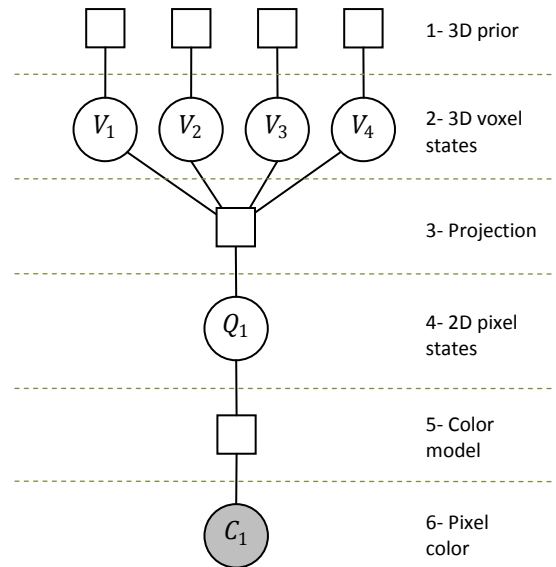 1- 3D prior
V₁ V₂ V₃ V₄
2- 3D voxel
states
3- Projection
Q₁
4- 2D pixel
states
5- Color
model
C₁
6- Pixel
color